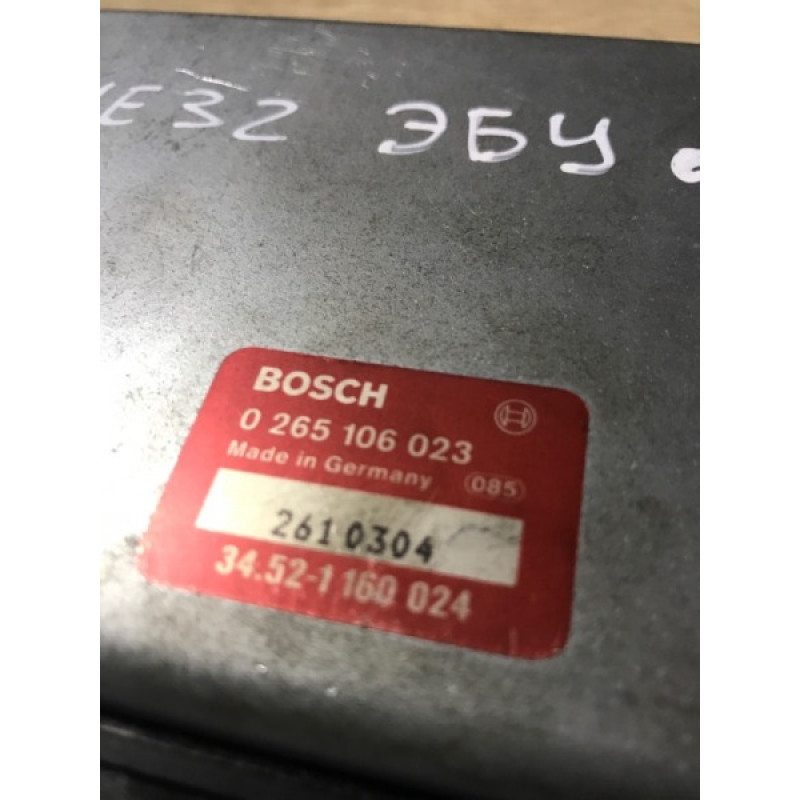 E32 ЭБУ
BOSCH
0 265 106 023
Made in Germany 085
2610304
34.52-1 160 024